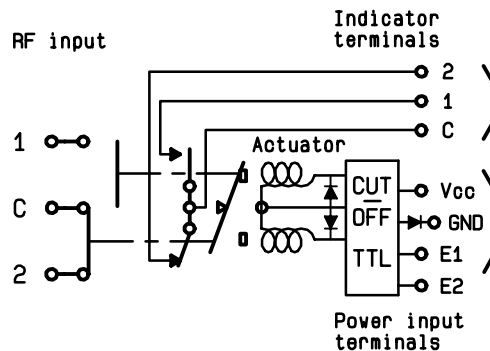 Indicator
terminals
RF input
2
1
C
1
Actuator
CUT
OFF
TTL
Vcc
C
GND
E1
2
E2
Power input
terminals